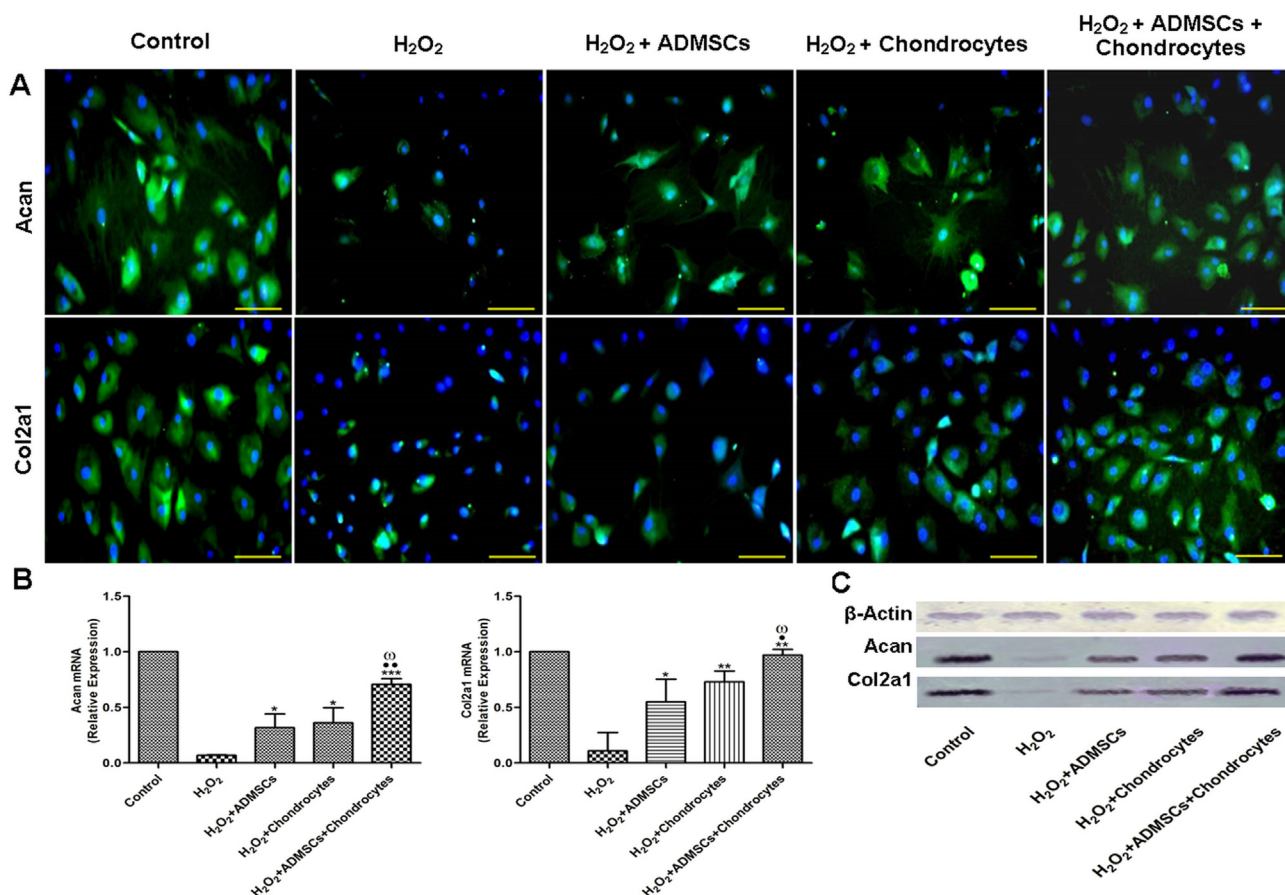 Control
H₂O₂
H₂O₂ + ADMSCs
H₂O₂ + Chondrocytes
H₂O₂ + ADMSCs +
Chondrocytes
A
Acan
Col2a1
B
Acan mRNA
(Relative Expression)
1.5
1.0
0.5
0.0
*
*
ω
••
***
Control
H₂O₂
H₂O₂+ADMSCs
H₂O₂+Chondrocytes
H₂O₂+ADMSCs+Chondrocytes
Col2a1 mRNA
(Relative Expression)
1.5
1.0
0.5
0.0
*
**
ω
•
**
Control
H₂O₂
H₂O₂+ADMSCs
H₂O₂+Chondrocytes
H₂O₂+ADMSCs+Chondrocytes
C
β-Actin
Acan
Col2a1
Control
H₂O₂
H₂O₂+ADMSCs
H₂O₂+Chondrocytes
H₂O₂+ADMSCs+Chondrocytes